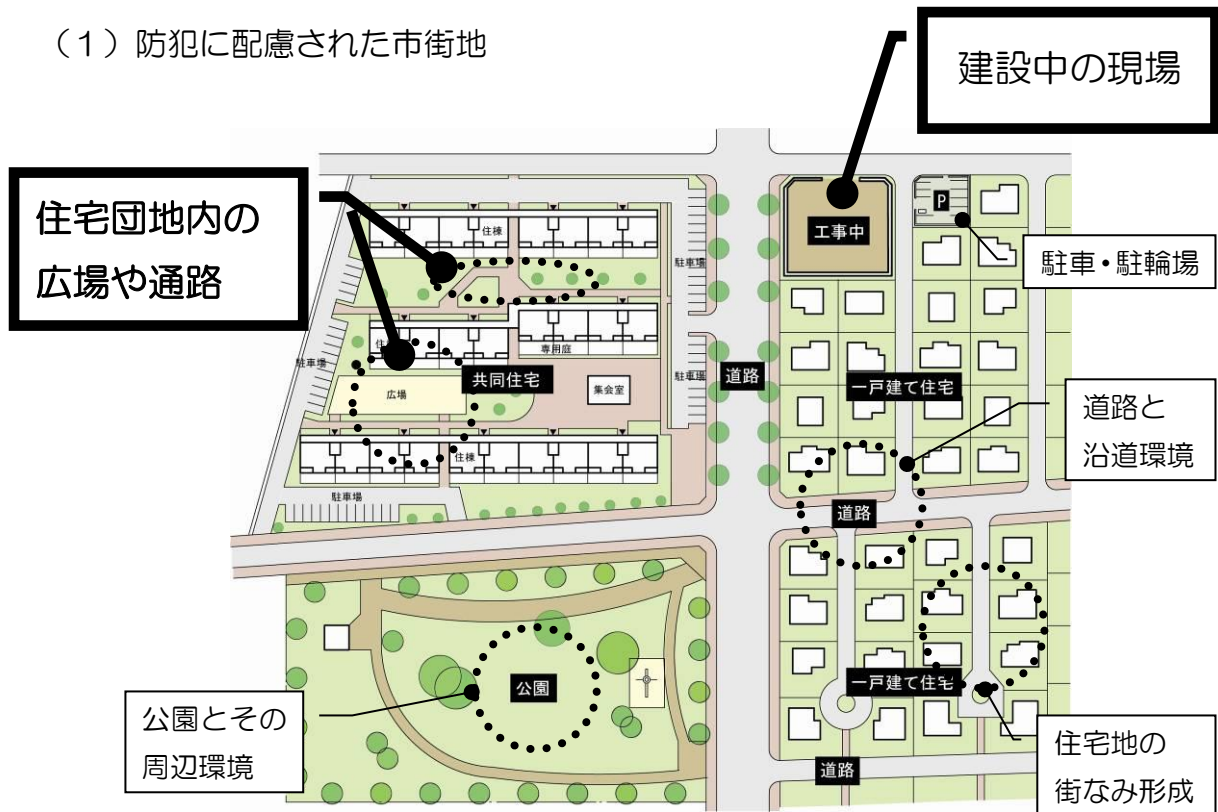 （1）防犯に配慮された市街地
建設中の現場
住宅団地内の
広場や通路
住棟
工事中
P
駐車・駐輪場
駐車場
駐車場
専用庭
共同住宅
広場
集会室
駐車場
道路
一戸建て住宅
道路と
沿道環境
住棟
駐車場
道路
公園
一戸建て住宅
公園とその
周辺環境
道路
住宅地の
街なみ形成